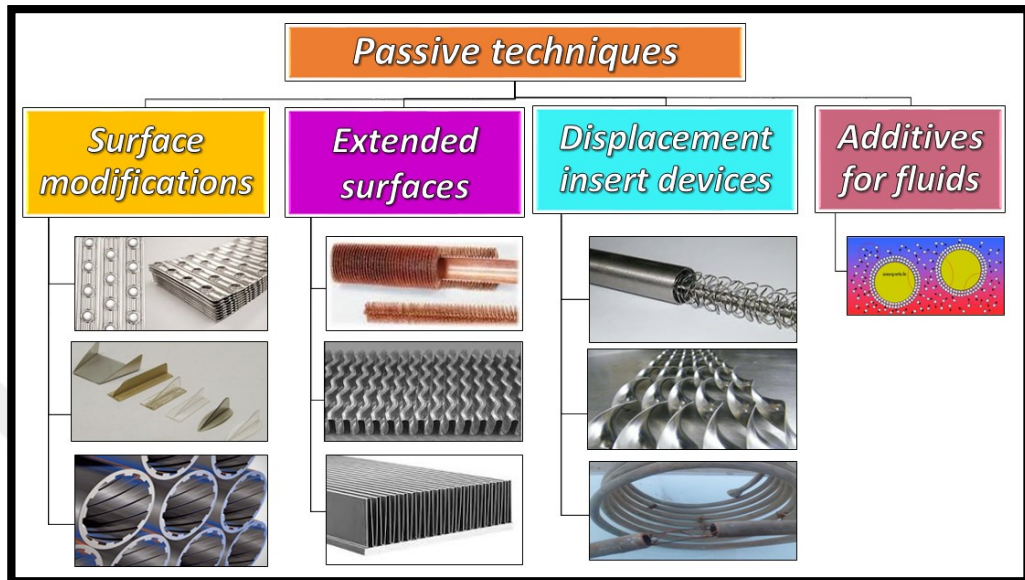 Passive techniques
Surface
modifications
Extended
surfaces
Displacement
insert devices
Additives
for fluids